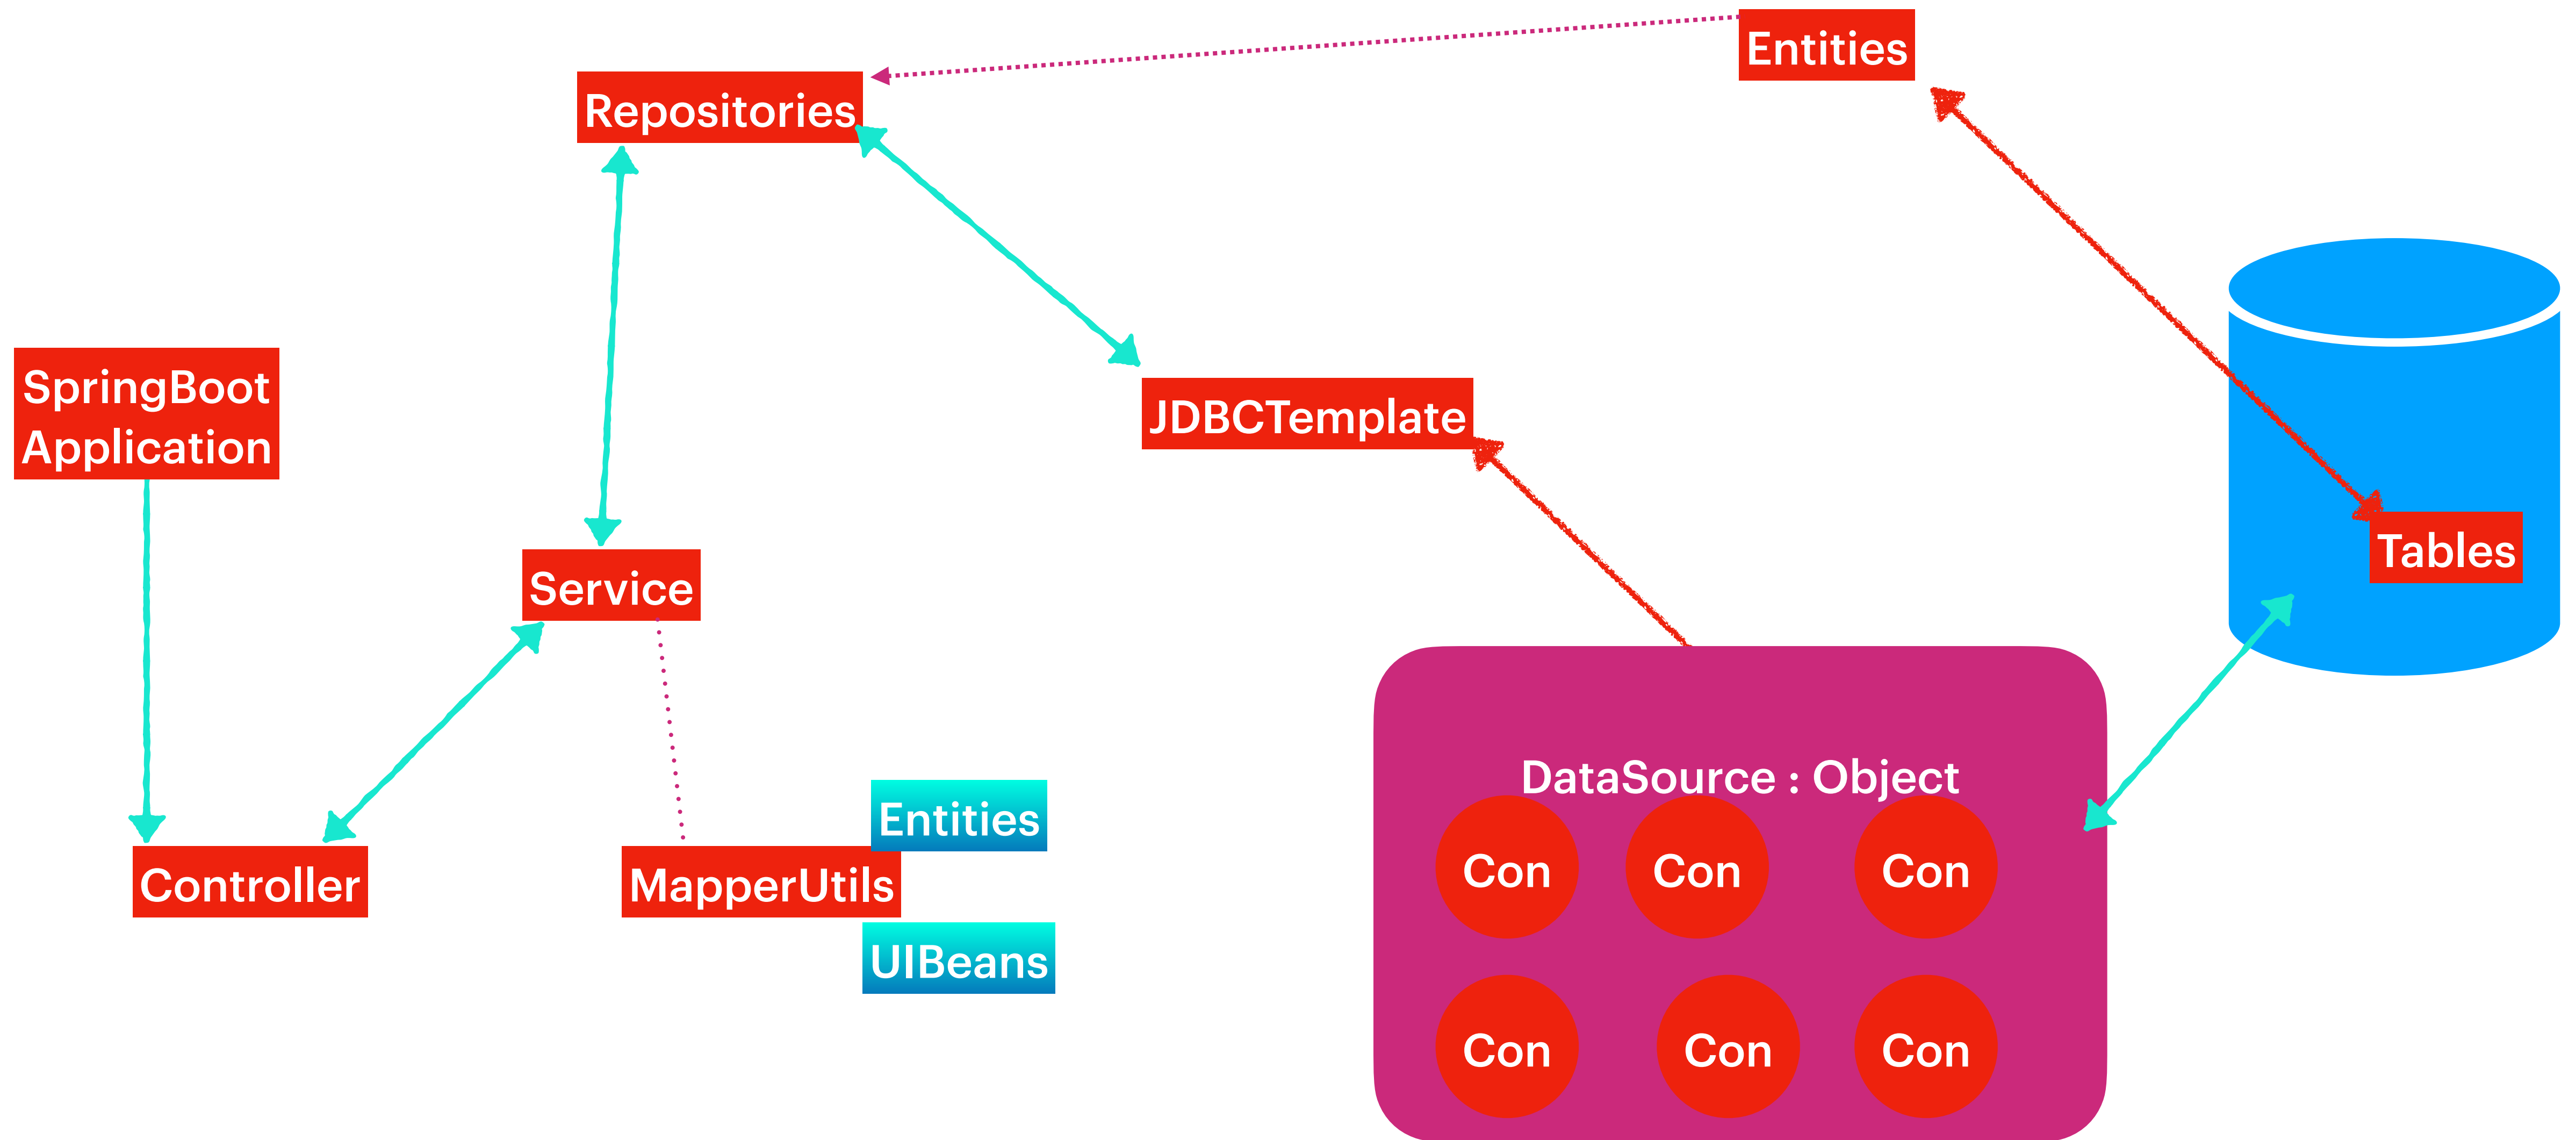 Entities
Repositories
SpringBoot
Application
JDBCTemplate
Tables
Service
DataSource : Object
Entities
Con
Con
Con
Controller
MapperUtils
UIBeans
Con
Con
Con